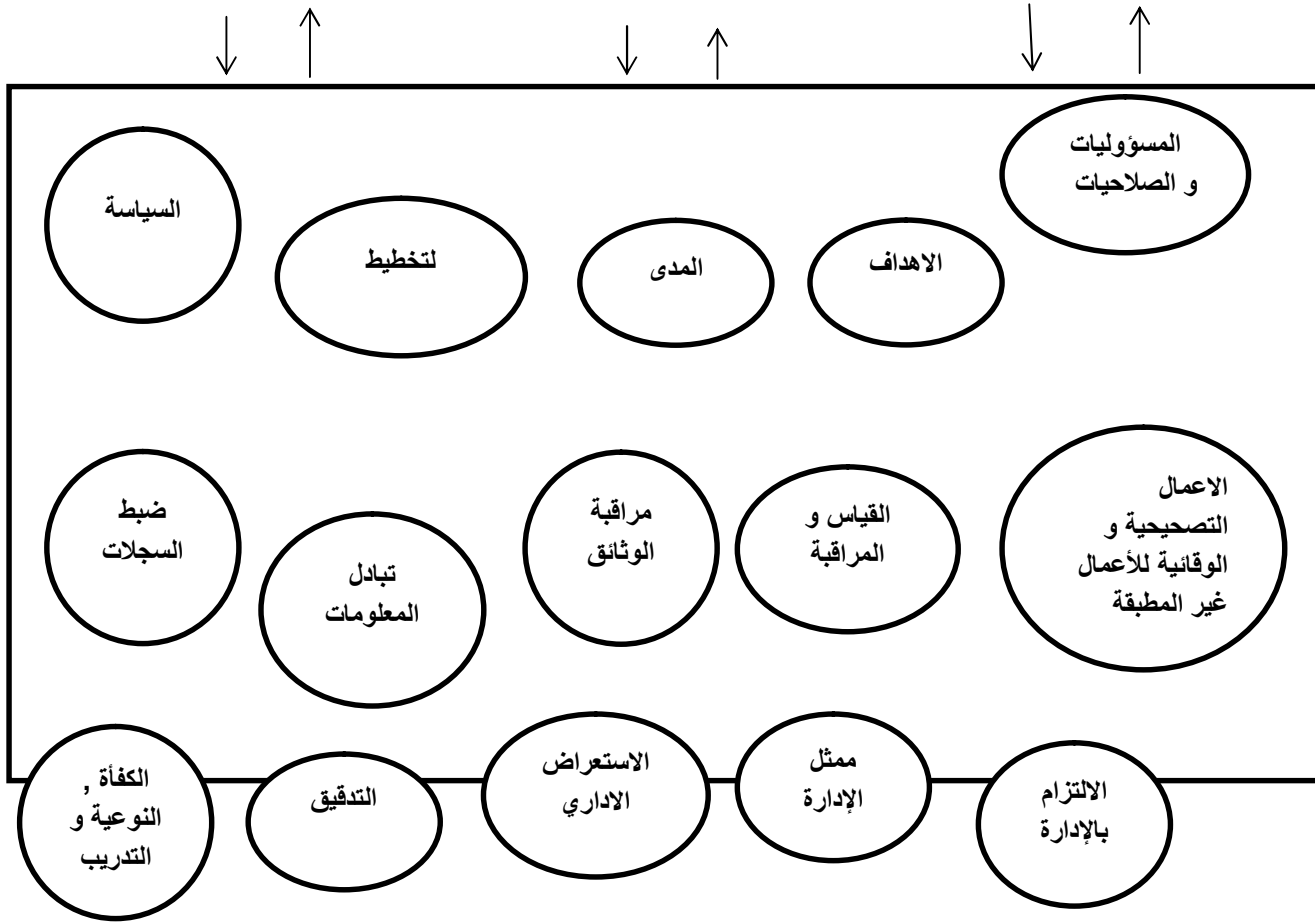 المسؤوليات
و الصلاحيات
الاهداف
المدى
لتخطيط
السياسة
الاعمال
التصحيحية و
الوقائية للأعمال
غير المطبقة
القياس و
المراقبة
مراقبة
الوثائق
تبادل
المعلومات
ضبط
السجلات
الالتزام
بالإدارة
ممثل
الإدارة
الاستعراض
الاداري
التدقيق
الكفأة ,
النوعية و
التدريب